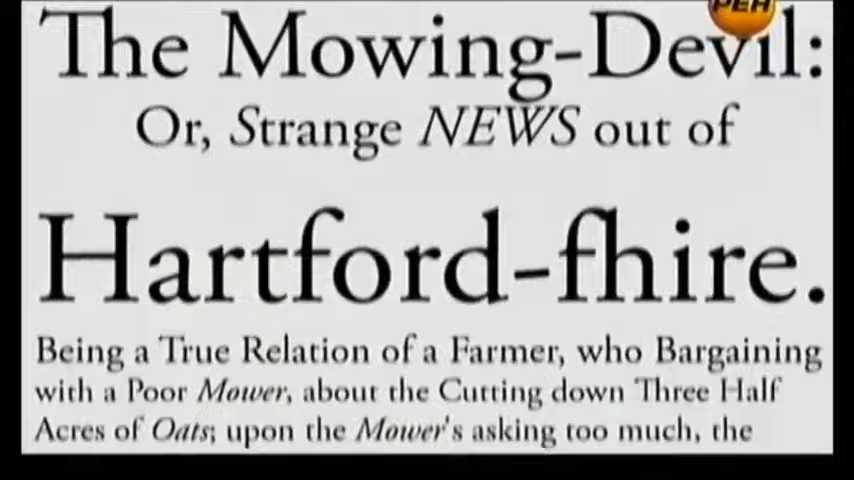 РЕН
The Mowing-Devil:
Or, Strange NEWS out of
Hartford-ſhire.
Being a True Relation of a Farmer, who Bargaining
with a Poor Mower, about the Cutting down Three Half
Acres of Oats; upon the Mower's asking too much, the